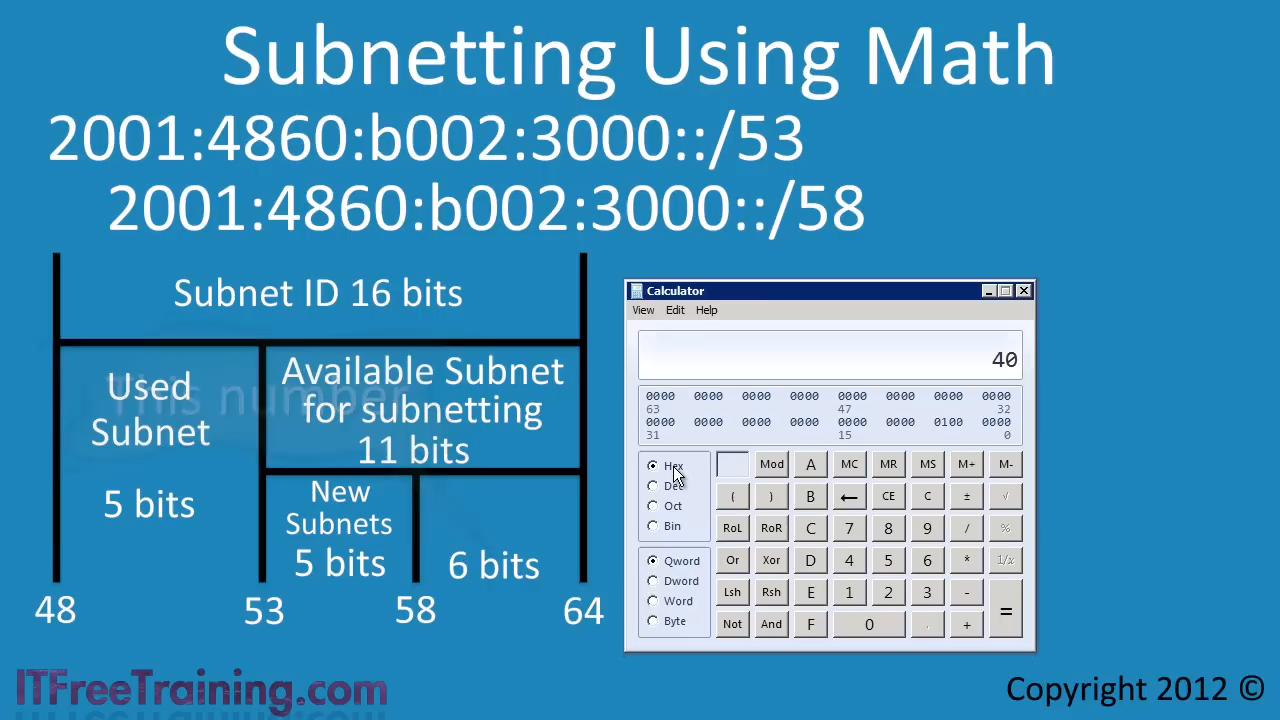 Subnetting Using Math
2001:4860:b002:3000::/53
2001:4860:b002:3000::/58
Subnet ID 16 bits
Used
Subnet
5 bits
This number
Available Subnet
for subnetting
11 bits
New
Subnets
5 bits
6 bits
48 53 58 64
Calculator
View Edit Help
40
0000 0000 0000 0000 0000 0000 0000 0000
63 47 32
0000 0000 0000 0000 0000 0000 0100 0000
31 15 0
Hex
Dec
Oct
Bin
Qword
Dword
Word
Byte
Mod A MC MR MS M+ M-
( ) B ← CE C ± √
RoL RoR C 7 8 9 / %
Or Xor D 4 5 6 * 1/x
Lsh Rsh E 1 2 3 - =
Not And F 0 . +
ITFreeTraining.com
Copyright 2012 ©